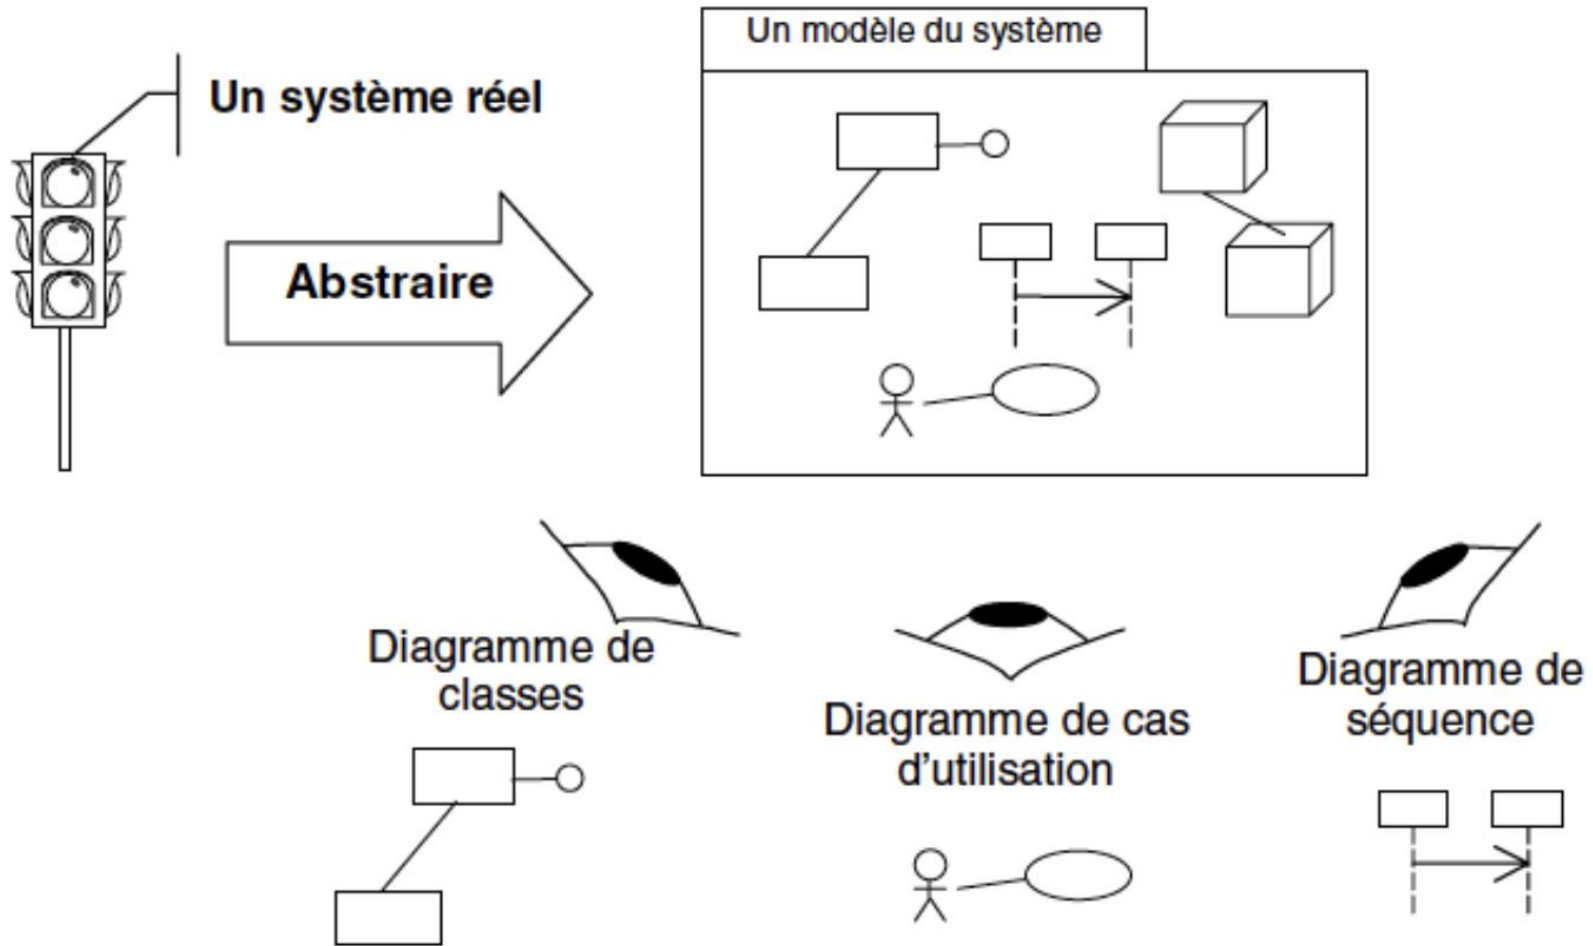 Un modèle du système
Un système réel
Abstraire
Diagramme de
classes
Diagramme de cas
d'utilisation
Diagramme de
séquence